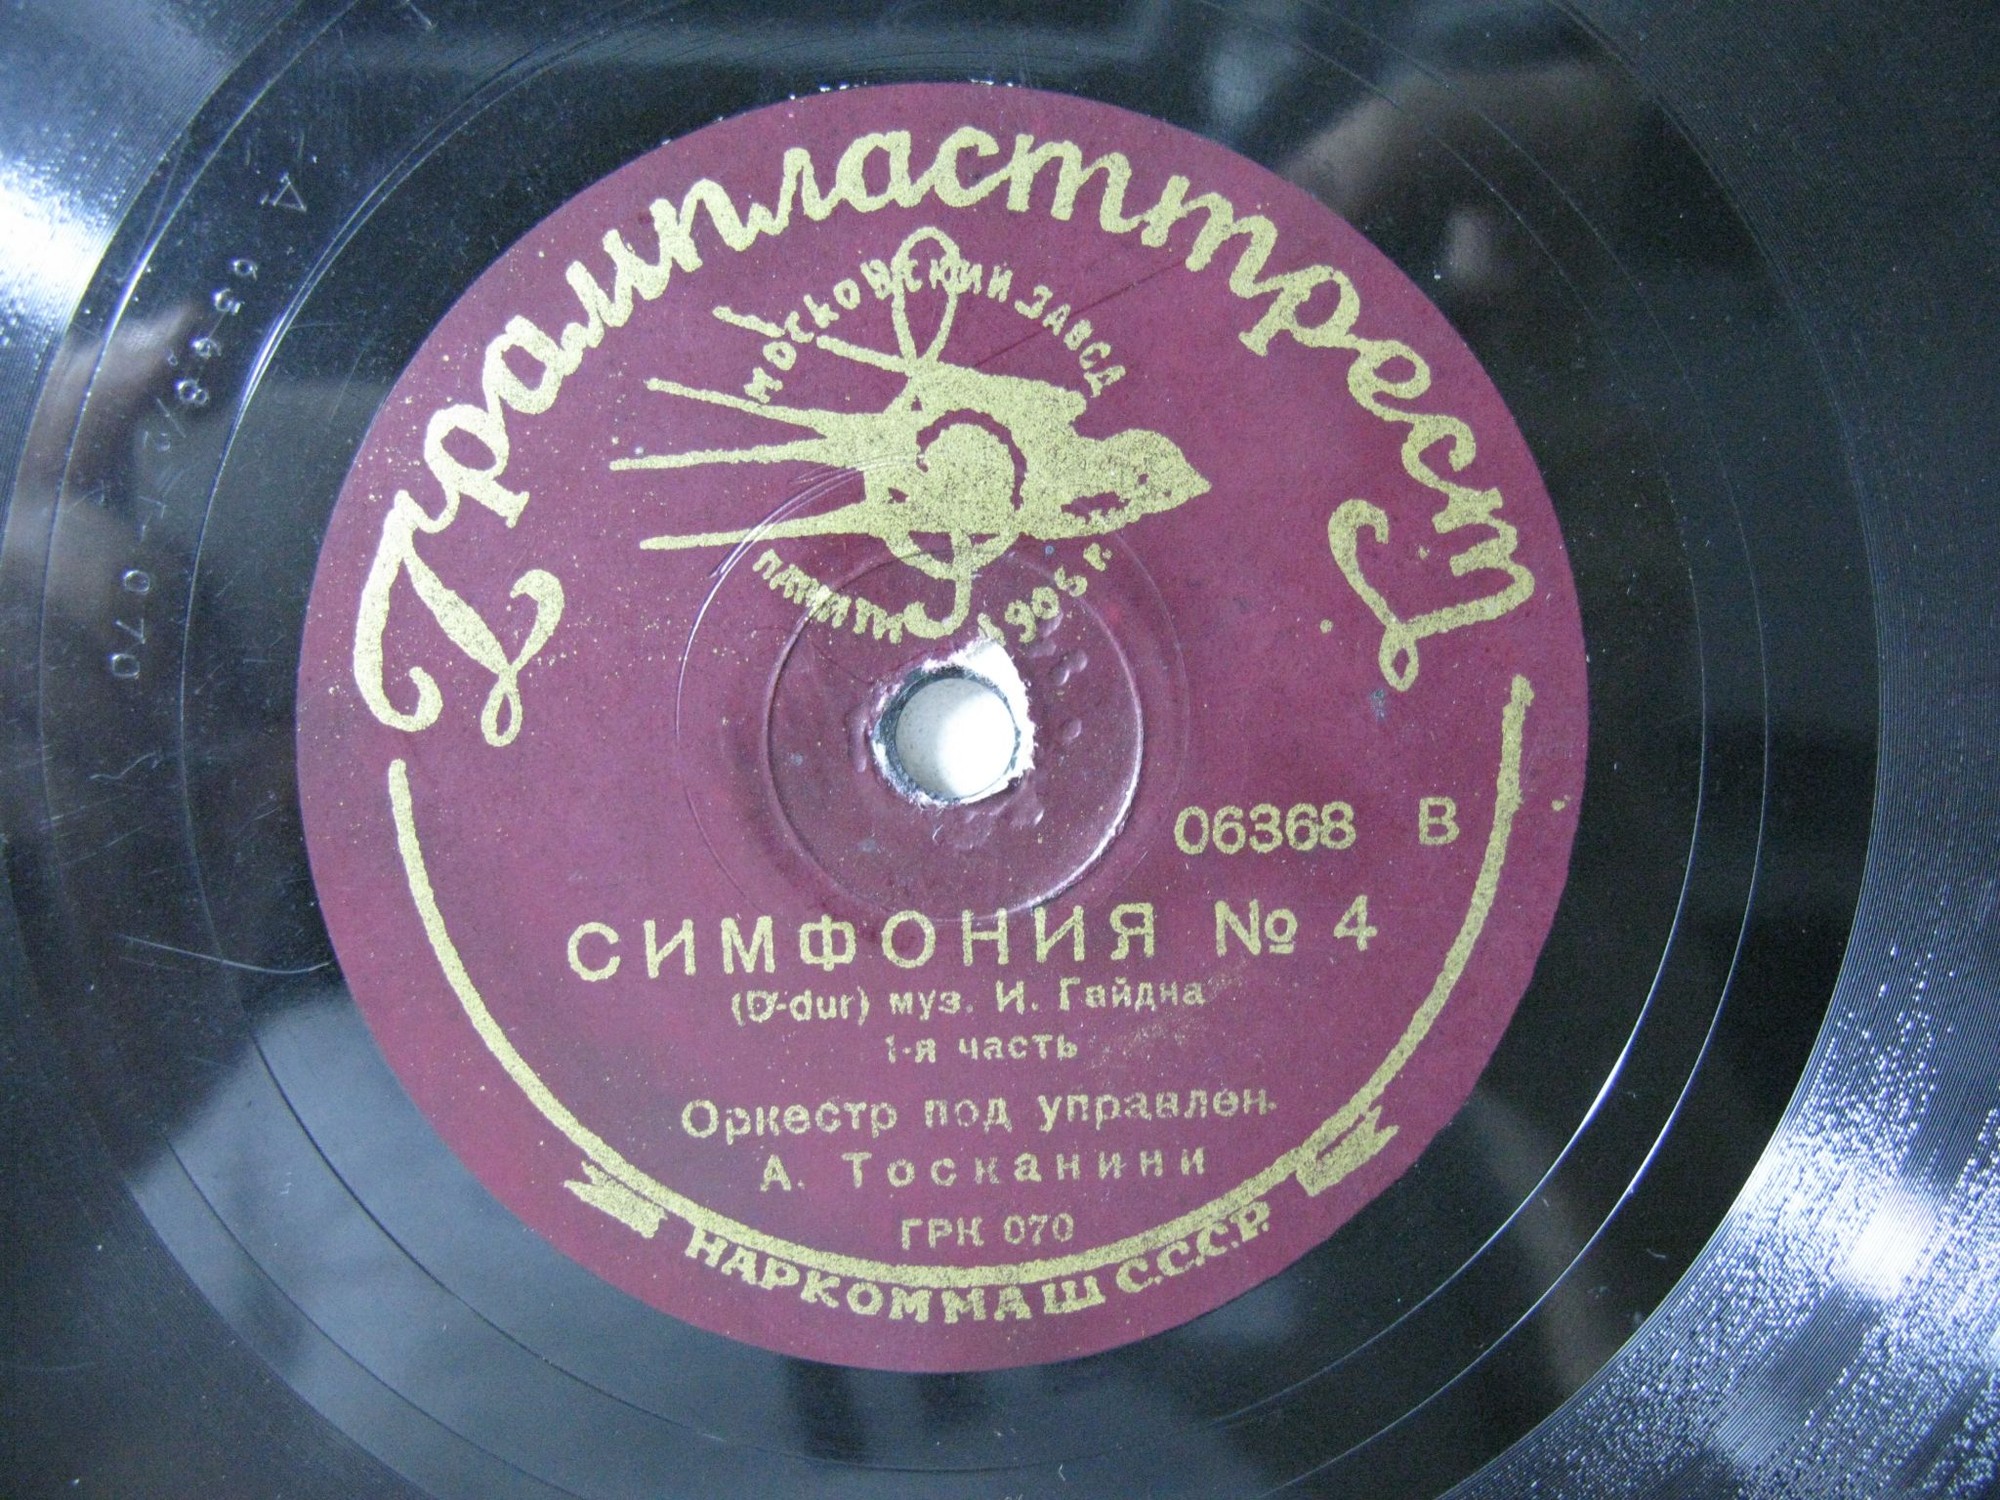 Грампласттрест
МОСКОВСКИЙ ЗАВОД
ПАМЯТИ 1905 г.
06368 В
СИМФОНИЯ № 4
(D-dur) муз. И. Гайдна
1-я часть
Оркестр под управлен.
А. Тосканини
ГРК 070
НАРКОММАШ С.С.С.Р.